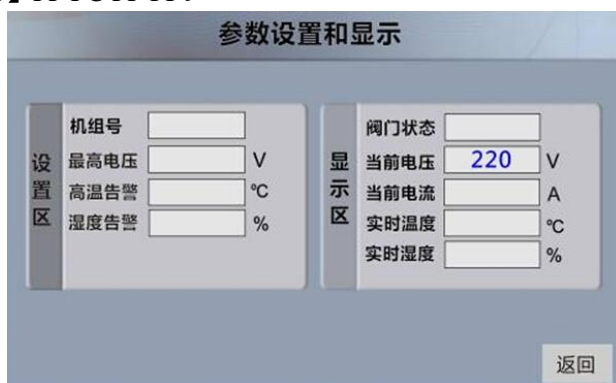 参数设置和显示
设置区
机组号
最高电压 V
高温告警 ℃
湿度告警 %
显示区
阀门状态
当前电压 220 V
当前电流 A
实时温度 ℃
实时湿度 %
返回